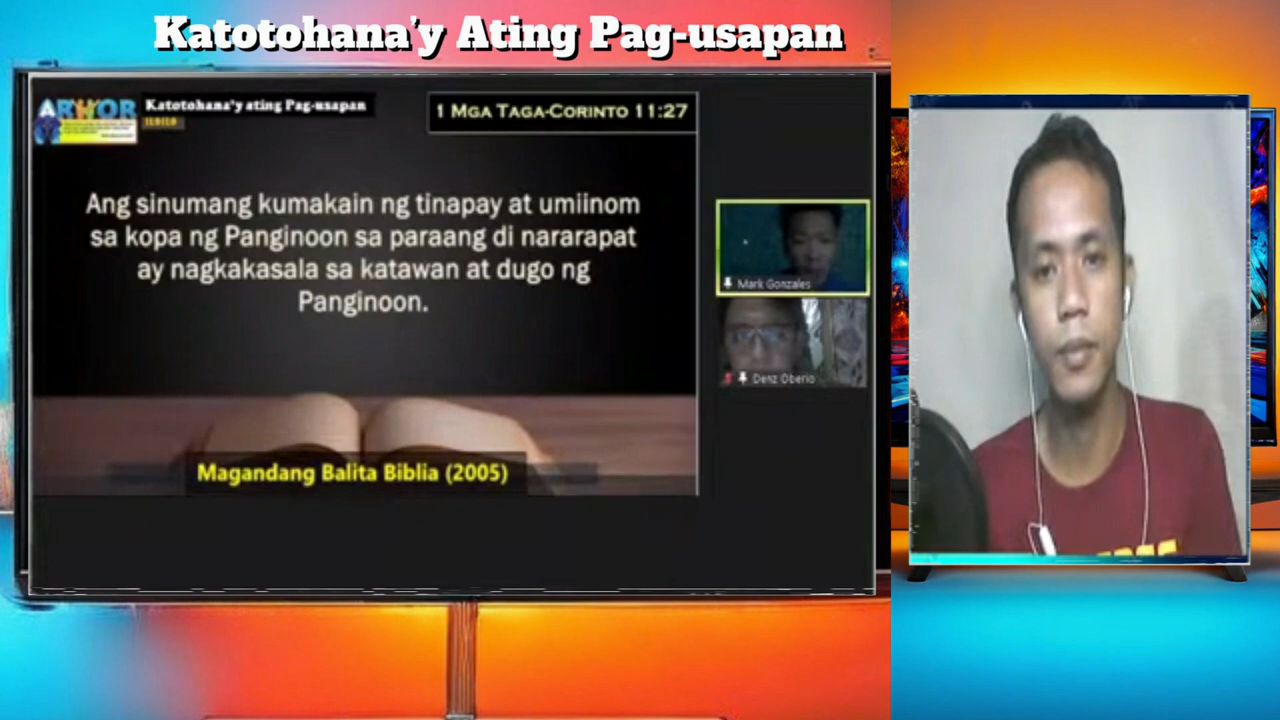 Katotohana'y Ating Pag-usapan
ARWOR
Katotohana'y ating Pag-usapan
1 Mga Taga-Corinto 11:27
Ang sinumang kumakain ng tinapay at umiinom
sa kopa ng Panginoon sa paraang di nararapat
ay nagkakasala sa katawan at dugo ng
Panginoon.
Magandang Balita Biblia (2005)
Mark Gonzales
Denz Oberio